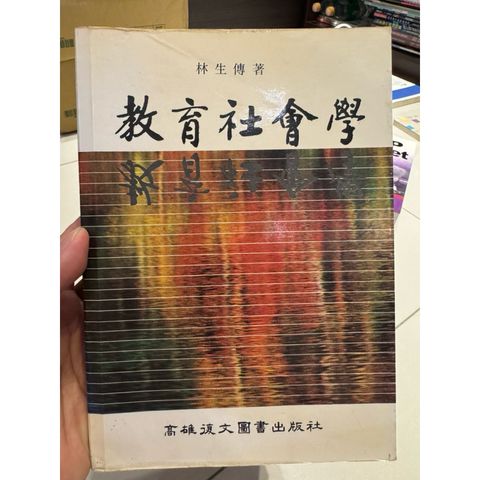 林生傳著
教育社會學
高雄復文圖書出版社